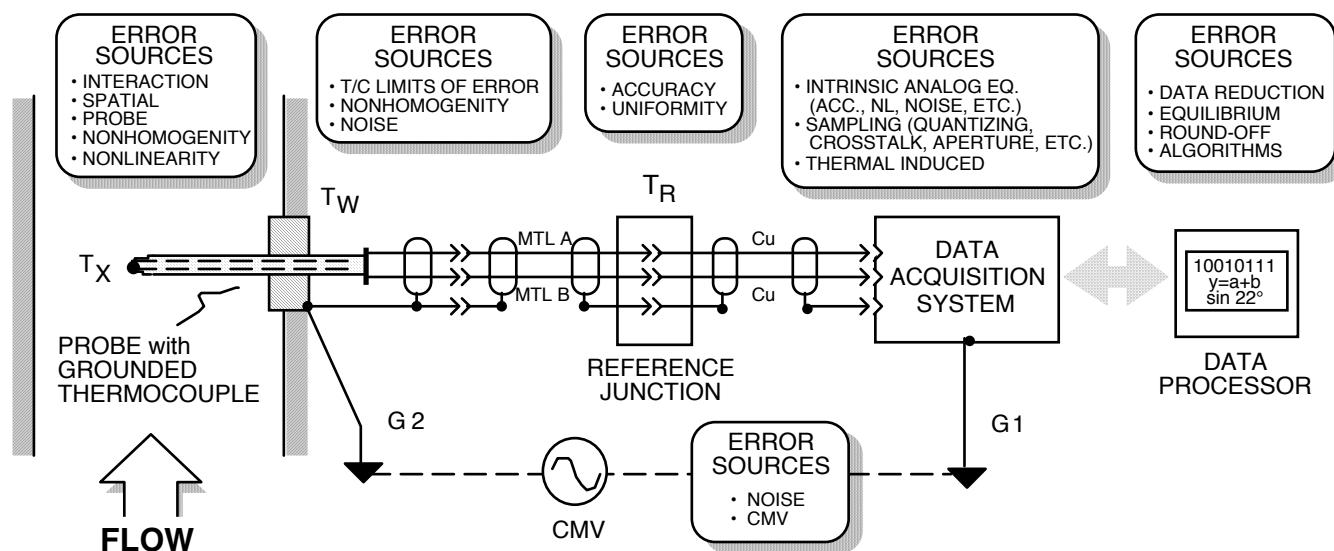 ERROR
SOURCES
• INTERACTION
• SPATIAL
• PROBE
• NONHOMOGENITY
• NONLINEARITY
ERROR
SOURCES
• T/C LIMITS OF ERROR
• NONHOMOGENITY
• NOISE
ERROR
SOURCES
• ACCURACY
• UNIFORMITY
ERROR
SOURCES
• INTRINSIC ANALOG EQ.
(ACC., NL, NOISE, ETC.)
• SAMPLING (QUANTIZING,
CROSSTALK, APERTURE, ETC.)
• THERMAL INDUCED
ERROR
SOURCES
• DATA REDUCTION
• EQUILIBRIUM
• ROUND-OFF
• ALGORITHMS
TW
TR
TX
MTL A
MTL B
Cu
Cu
DATA
ACQUISITION
SYSTEM
10010111
y=a+b
sin 22°
PROBE with
GROUNDED
THERMOCOUPLE
REFERENCE
JUNCTION
DATA
PROCESSOR
G2
G1
ERROR
SOURCES
• NOISE
• CMV
CMV
FLOW